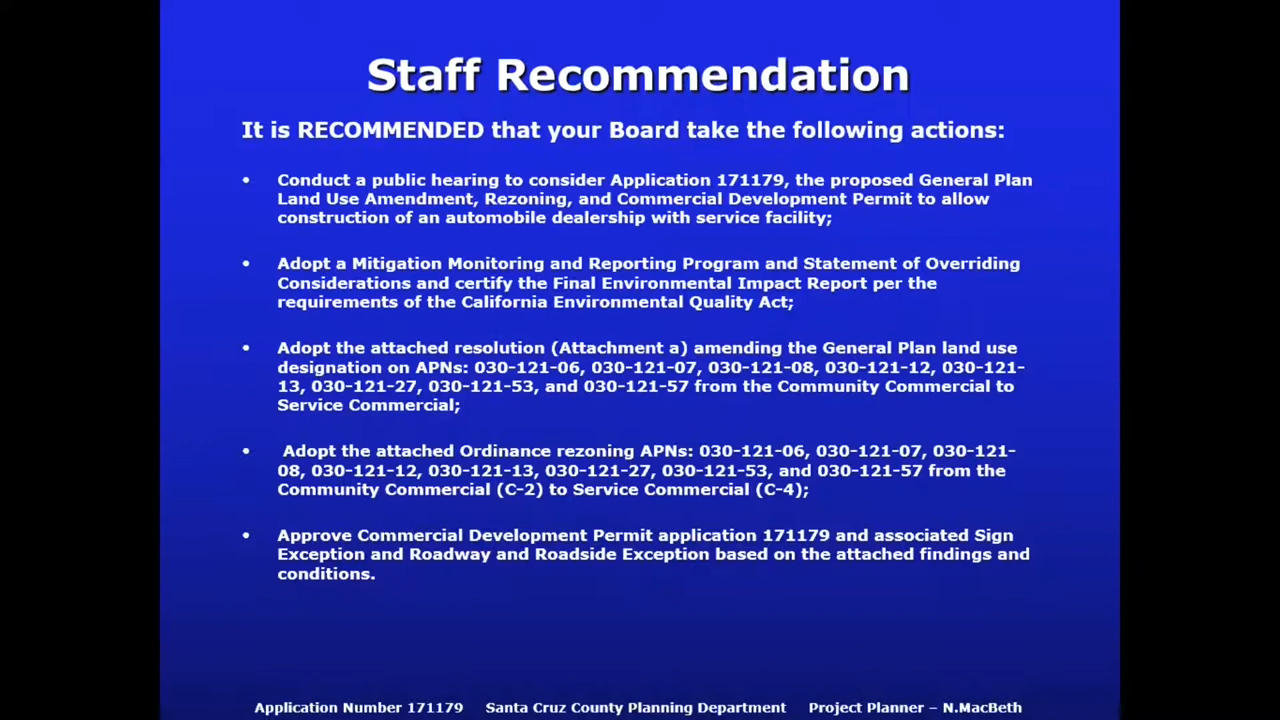 Staff Recommendation
It is RECOMMENDED that your Board take the following actions:
• Conduct a public hearing to consider Application 171179, the proposed General Plan
Land Use Amendment, Rezoning, and Commercial Development Permit to allow
construction of an automobile dealership with service facility;
• Adopt a Mitigation Monitoring and Reporting Program and Statement of Overriding
Considerations and certify the Final Environmental Impact Report per the
requirements of the California Environmental Quality Act;
• Adopt the attached resolution (Attachment a) amending the General Plan land use
designation on APNs: 030-121-06, 030-121-07, 030-121-08, 030-121-12, 030-121-
13, 030-121-27, 030-121-53, and 030-121-57 from the Community Commercial to
Service Commercial;
• Adopt the attached Ordinance rezoning APNs: 030-121-06, 030-121-07, 030-121-
08, 030-121-12, 030-121-13, 030-121-27, 030-121-53, and 030-121-57 from the
Community Commercial (C-2) to Service Commercial (C-4);
• Approve Commercial Development Permit application 171179 and associated Sign
Exception and Roadway and Roadside Exception based on the attached findings and
conditions.
Application Number 171179 Santa Cruz County Planning Department Project Planner – N.MacBeth